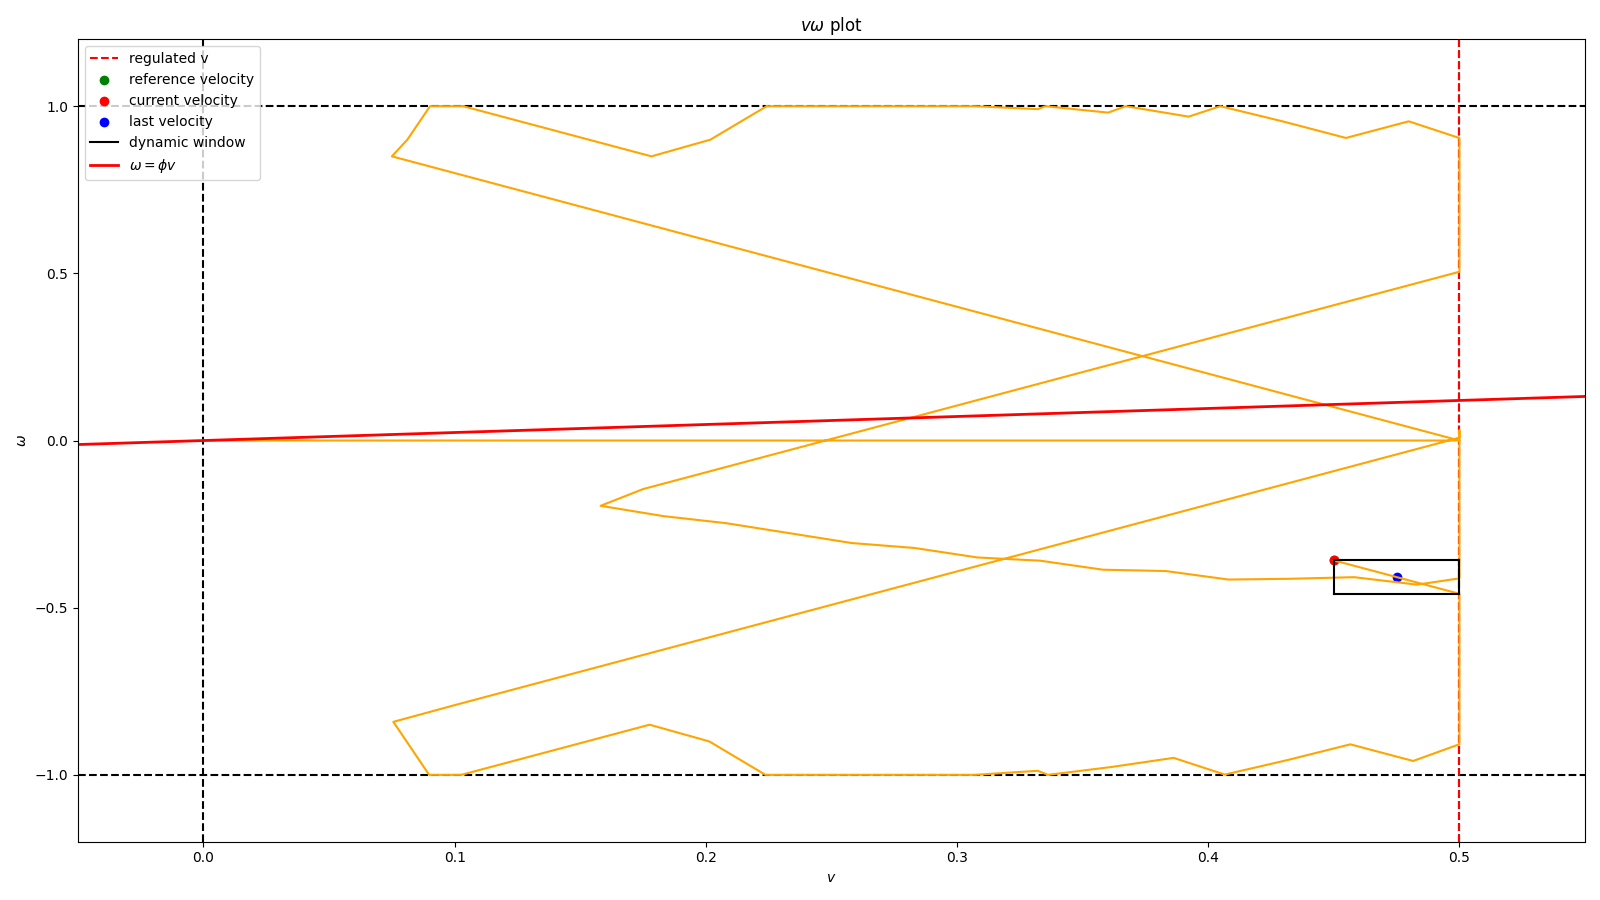 vω plot
regulated v
reference velocity
current velocity
last velocity
dynamic window
ω = ϕv
1.0
0.5
0.0
−0.5
−1.0
ω
0.0 0.1 0.2 0.3 0.4 0.5
v